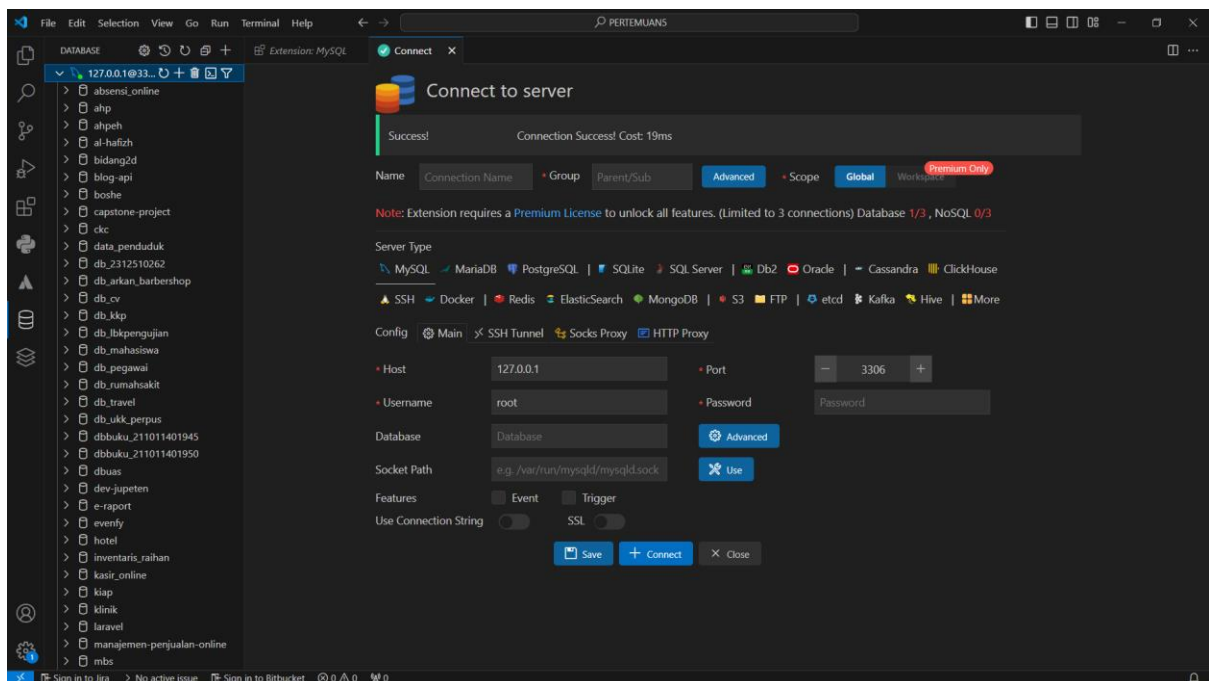 File Edit Selection View Go Run Terminal Help
PERTEMUAN5
DATABASE
Extension: MySQL
Connect
127.0.0.1@33...
absensi_online
ahp
ahpeh
al-hafizh
bidang2d
blog-api
boshe
capstone-project
ckc
data_penduduk
db_2312510262
db_arkan_barbershop
db_cv
db_kkp
db_lbkpengujian
db_mahasiswa
db_pegawai
db_rumahsakit
db_travel
db_ukk_perpus
dbbuku_211011401945
dbbuku_211011401950
dbuas
dev-jupeten
e-raport
evenfy
hotel
inventaris_raihan
kasir_online
kiap
klinik
laravel
manajemen-penjualan-online
mbs
Connect to server
Success! Connection Success! Cost: 19ms
Name Connection Name * Group Parent/Sub Advanced * Scope Global Workspace Premium Only
Note: Extension requires a Premium License to unlock all features. (Limited to 3 connections) Database 1/3 , NoSQL 0/3
Server Type
MySQL MariaDB PostgreSQL | SQLite SQL Server | Db2 Oracle | Cassandra ClickHouse
SSH Docker | Redis ElasticSearch MongoDB | S3 FTP | etcd Kafka Hive | More
Config Main SSH Tunnel Socks Proxy HTTP Proxy
* Host 127.0.0.1 * Port − 3306 +
* Username root * Password Password
Database Database Advanced
Socket Path e.g. /var/run/mysqld/mysqld.sock Use
Features Event Trigger
Use Connection String SSL
Save + Connect × Close
1
Sign in to Jira > No active issue Sign in to Bitbucket 0 0 0